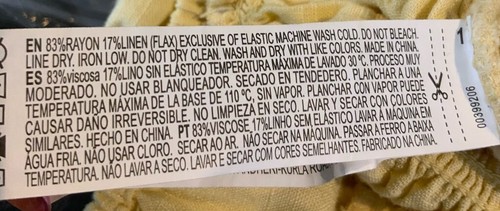 EN 83%RAYON 17%LINEN (FLAX) EXCLUSIVE OF ELASTIC MACHINE WASH COLD. DO NOT BLEACH.
LINE DRY. IRON LOW. DO NOT DRY CLEAN. WASH AND DRY WITH LIKE COLORS. MADE IN CHINA.
ES 83%viscosa 17%LINO SIN ELÁSTICO TEMPERATURA MÁXIMA DE LAVADO 30 ºC. PROCESO MUY
MODERADO. NO USAR BLANQUEADOR. SECADO EN TENDEDERO. PLANCHAR A UNA
TEMPERATURA MÁXIMA DE LA BASE DE 110 ºC, SIN VAPOR. PLANCHAR CON VAPOR PUEDE
CAUSAR DAÑO IRREVERSIBLE. NO LIMPIEZA EN SECO. LAVAR Y SECAR CON COLORES
SIMILARES. HECHO EN CHINA. PT 83%VISCOSE 17%LINHO SEM ELÁSTICO LAVAR À MÁQUINA EM
ÁGUA FRIA. NÃO USAR CLORO. SECAR AO AR. NÃO SECAR NA MÁQUINA. PASSAR A FERRO A BAIXA
TEMPERATURA. NÃO LAVAR A SECO. LAVAR E SECAR COM CORES SEMELHANTES. FABRICADO NA CHINA.
1
00399206